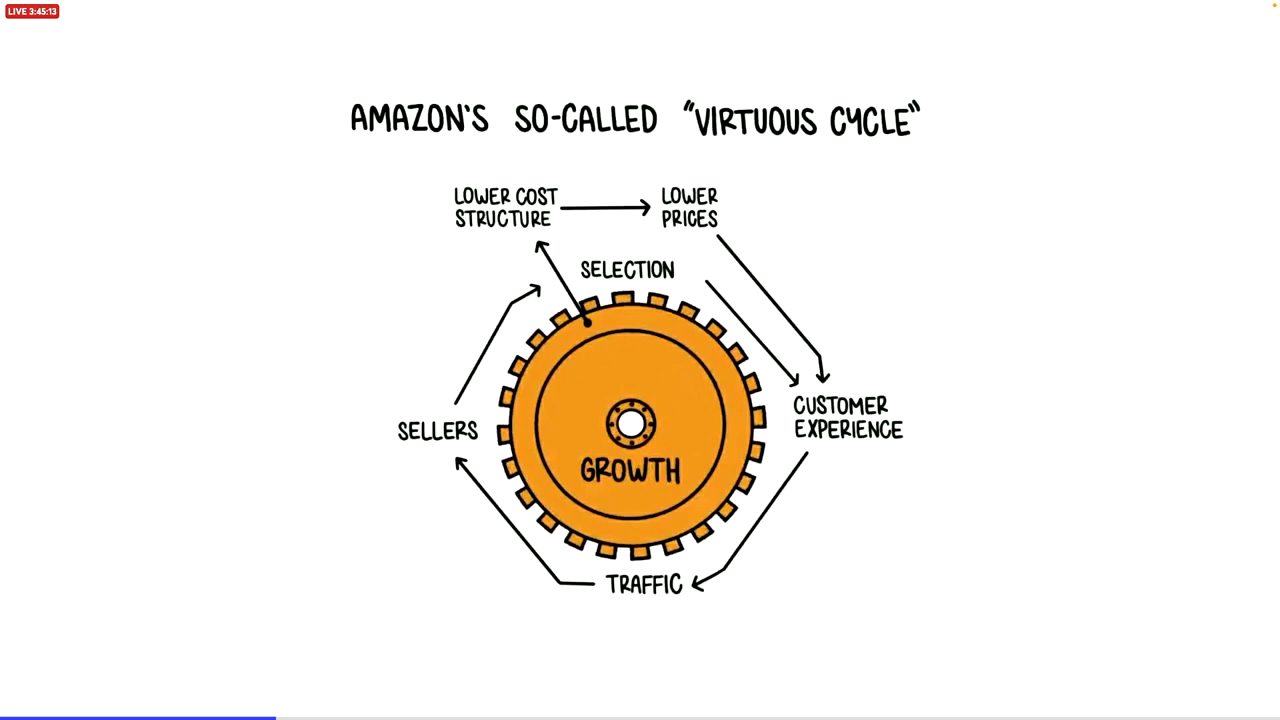 LIVE 3:45:13
AMAZON'S SO-CALLED "VIRTUOUS CYCLE"
LOWER COST
STRUCTURE
LOWER
PRICES
SELECTION
CUSTOMER
EXPERIENCE
SELLERS
GROWTH
TRAFFIC